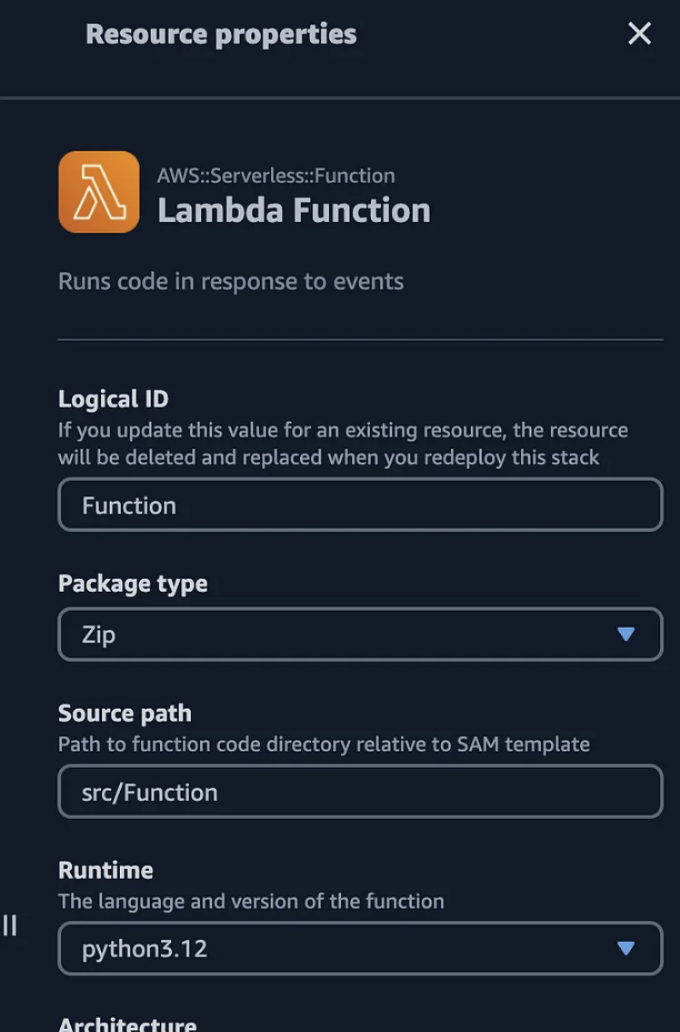 Resource properties
AWS::Serverless::Function
Lambda Function
Runs code in response to events
Logical ID
If you update this value for an existing resource, the resource
will be deleted and replaced when you redeploy this stack
Function
Package type
Zip
Source path
Path to function code directory relative to SAM template
src/Function
Runtime
The language and version of the function
python3.12
Architecture